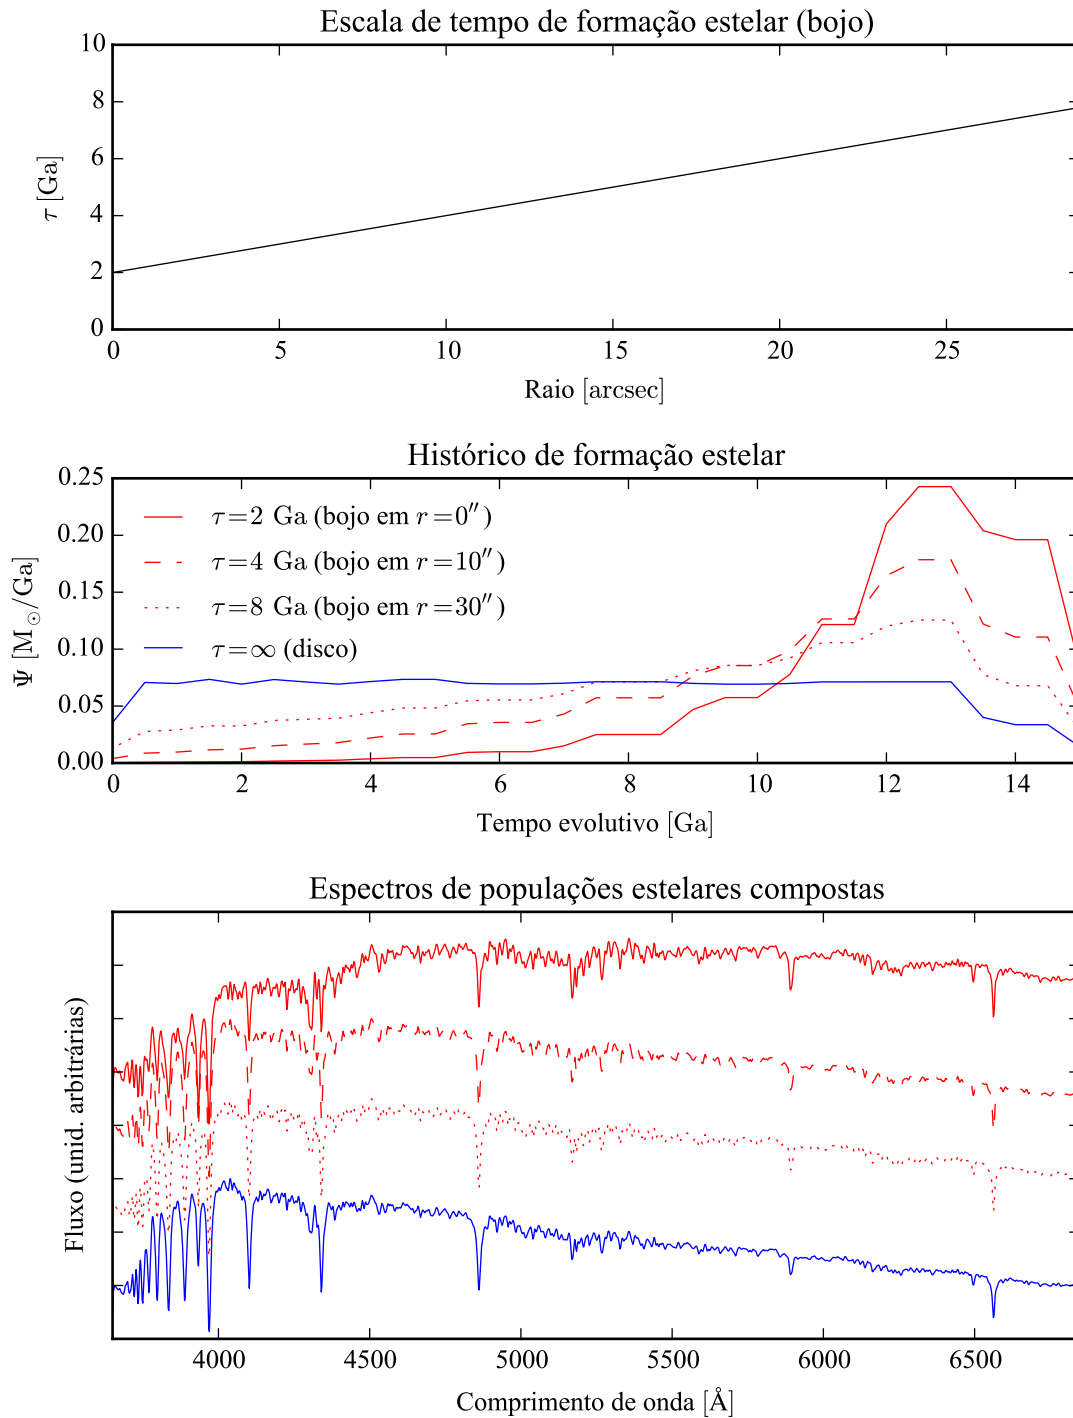 Escala de tempo de formação estelar (bojo)
10
8
6
4
2
0
τ [Ga]
0 5 10 15 20 25
Raio [arcsec]
Histórico de formação estelar
0.25
0.20
0.15
0.10
0.05
0.00
Ψ [M⊙/Ga]
τ=2 Ga (bojo em r=0″)
τ=4 Ga (bojo em r=10″)
τ=8 Ga (bojo em r=30″)
τ=∞ (disco)
0 2 4 6 8 10 12 14
Tempo evolutivo [Ga]
Espectros de populações estelares compostas
Fluxo (unid. arbitrárias)
4000 4500 5000 5500 6000 6500
Comprimento de onda [Å]